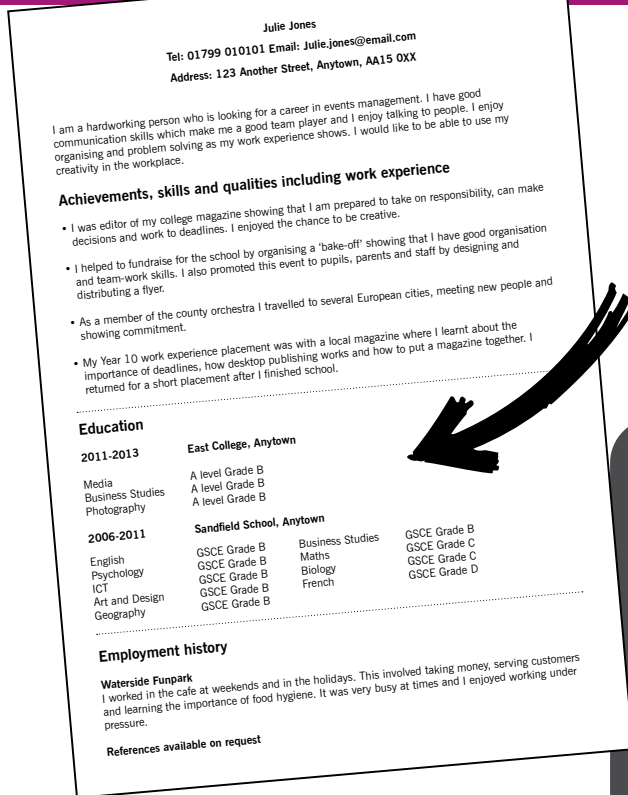 Julie Jones
Tel: 01799 010101 Email: Julie.jones@email.com
Address: 123 Another Street, Anytown, AA15 0XX
I am a hardworking person who is looking for a career in events management. I have good
communication skills which make me a good team player and I enjoy talking to people. I enjoy
organising and problem solving as my work experience shows. I would like to be able to use my
creativity in the workplace.
Achievements, skills and qualities including work experience
• I was editor of my college magazine showing that I am prepared to take on responsibility, can make
decisions and work to deadlines. I enjoyed the chance to be creative.
• I helped to fundraise for the school by organising a 'bake-off' showing that I have good organisation
and team-work skills. I also promoted this event to pupils, parents and staff by designing and
distributing a flyer.
• As a member of the county orchestra I travelled to several European cities, meeting new people and
showing commitment.
• My Year 10 work experience placement was with a local magazine where I learnt about the
importance of deadlines, how desktop publishing works and how to put a magazine together. I
returned for a short placement after I finished school.
Education
2011-2013 East College, Anytown
Media A level Grade B
Business Studies A level Grade B
Photography A level Grade B
2006-2011 Sandfield School, Anytown
English GSCE Grade B Business Studies GSCE Grade B
Psychology GSCE Grade B Maths GSCE Grade C
ICT GSCE Grade B Biology GSCE Grade C
Art and Design GSCE Grade B French GSCE Grade D
Geography GSCE Grade B
Employment history
Waterside Funpark
I worked in the cafe at weekends and in the holidays. This involved taking money, serving customers
and learning the importance of food hygiene. It was very busy at times and I enjoyed working under
pressure.
References available on request